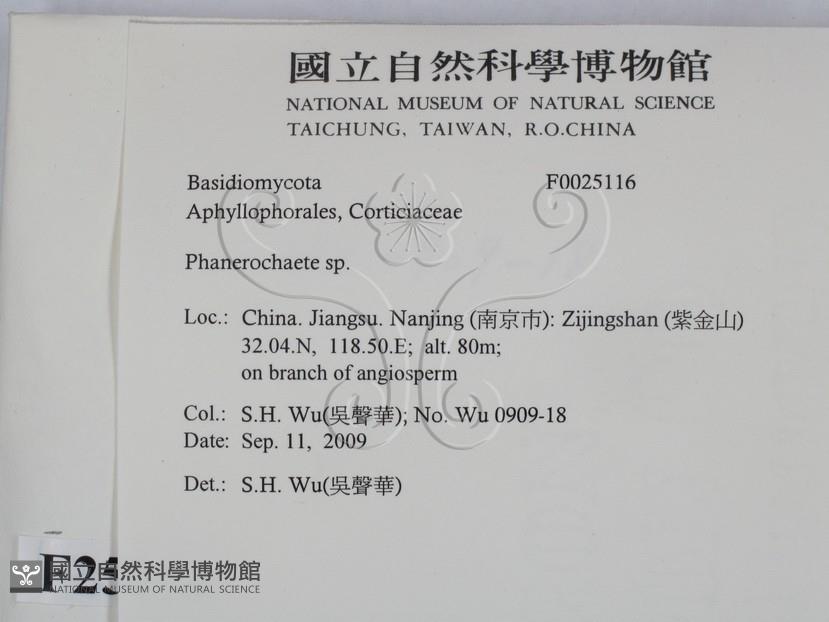 國立自然科學博物館
NATIONAL MUSEUM OF NATURAL SCIENCE
TAICHUNG, TAIWAN, R.O.CHINA
Basidiomycota F0025116
Aphyllophorales, Corticiaceae
Phanerochaete sp.
Loc.: China. Jiangsu. Nanjing (南京市): Zijingshan (紫金山)
32.04.N, 118.50.E; alt. 80m;
on branch of angiosperm
Col.: S.H. Wu(吳聲華); No. Wu 0909-18
Date: Sep. 11, 2009
Det.: S.H. Wu(吳聲華)
F25
國立自然科學博物館
NATIONAL MUSEUM OF NATURAL SCIENCE